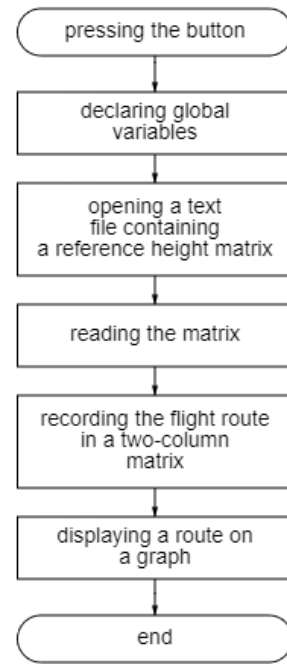 pressing the button
declaring global
variables
opening a text
file containing
a reference height matrix
reading the matrix
recording the flight route
in a two-column
matrix
displaying a route on
a graph
end